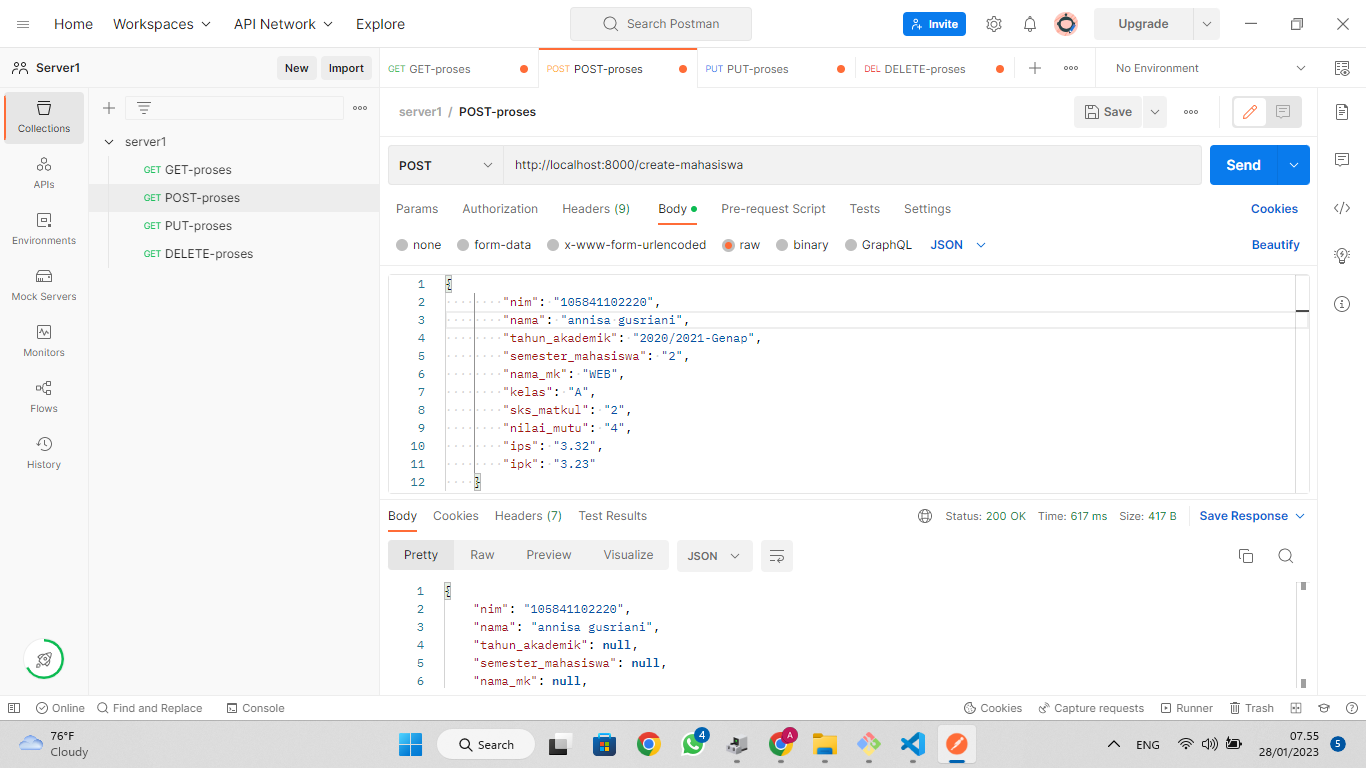 Home Workspaces API Network Explore Search Postman Invite Upgrade
Server1 New Import GET GET-proses POST POST-proses PUT PUT-proses DEL DELETE-proses No Environment
Collections
APIs
Environments
Mock Servers
Monitors
Flows
History
server1
GET GET-proses
GET POST-proses
GET PUT-proses
GET DELETE-proses
server1 / POST-proses Save
POST http://localhost:8000/create-mahasiswa Send
Params Authorization Headers (9) Body Pre-request Script Tests Settings Cookies
none form-data x-www-form-urlencoded raw binary GraphQL JSON Beautify
1 {
2 "nim": "105841102220",
3 "nama": "annisa gusriani",
4 "tahun_akademik": "2020/2021-Genap",
5 "semester_mahasiswa": "2",
6 "nama_mk": "WEB",
7 "kelas": "A",
8 "sks_matkul": "2",
9 "nilai_mutu": "4",
10 "ips": "3.32",
11 "ipk": "3.23"
12 }
Body Cookies Headers (7) Test Results Status: 200 OK Time: 617 ms Size: 417 B Save Response
Pretty Raw Preview Visualize JSON
1 {
2 "nim": "105841102220",
3 "nama": "annisa gusriani",
4 "tahun_akademik": null,
5 "semester_mahasiswa": null,
6 "nama_mk": null,
Online Find and Replace Console Cookies Capture requests Runner Trash
76°F
Cloudy
Search
4
A
ENG
07.55
28/01/2023
5